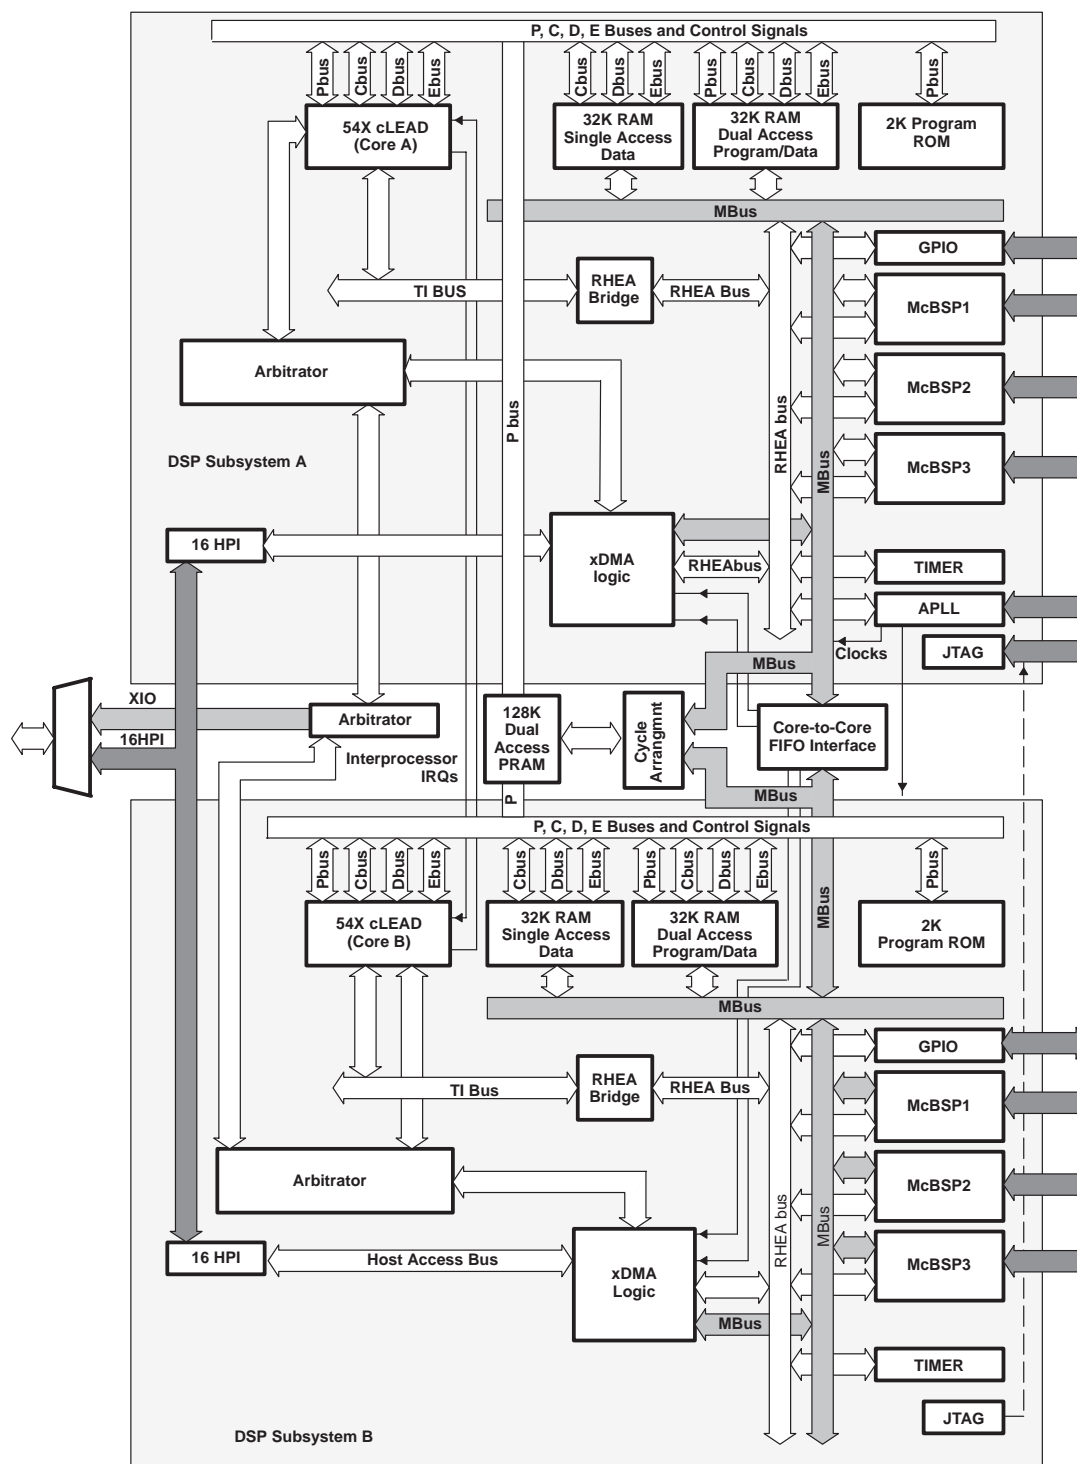 P, C, D, E Buses and Control Signals
Pbus
Cbus
Dbus
Ebus
Cbus
Dbus
Ebus
Pbus
Cbus
Dbus
Ebus
Pbus
54X cLEAD
(Core A)
32K RAM
Single Access
Data
32K RAM
Dual Access
Program/Data
2K Program
ROM
MBus
GPIO
TI BUS
RHEA
Bridge
RHEA Bus
McBSP1
Arbitrator
McBSP2
P bus
RHEA bus
MBus
McBSP3
DSP Subsystem A
16 HPI
xDMA
logic
RHEAbus
TIMER
APLL
Clocks
JTAG
MBus
XIO
16HPI
Arbitrator
Interprocessor
IRQs
128K
Dual
Access
PRAM
Cycle
Arrangmnt
Core-to-Core
FIFO Interface
MBus
P
P, C, D, E Buses and Control Signals
Pbus
Cbus
Dbus
Ebus
Cbus
Dbus
Ebus
Pbus
Cbus
Dbus
Ebus
Pbus
MBus
54X cLEAD
(Core B)
32K RAM
Single Access
Data
32K RAM
Dual Access
Program/Data
2K
Program ROM
MBus
GPIO
TI Bus
RHEA
Bridge
RHEA Bus
McBSP1
Arbitrator
McBSP2
RHEA bus
MBus
16 HPI
Host Access Bus
xDMA
Logic
McBSP3
MBus
TIMER
JTAG
DSP Subsystem B